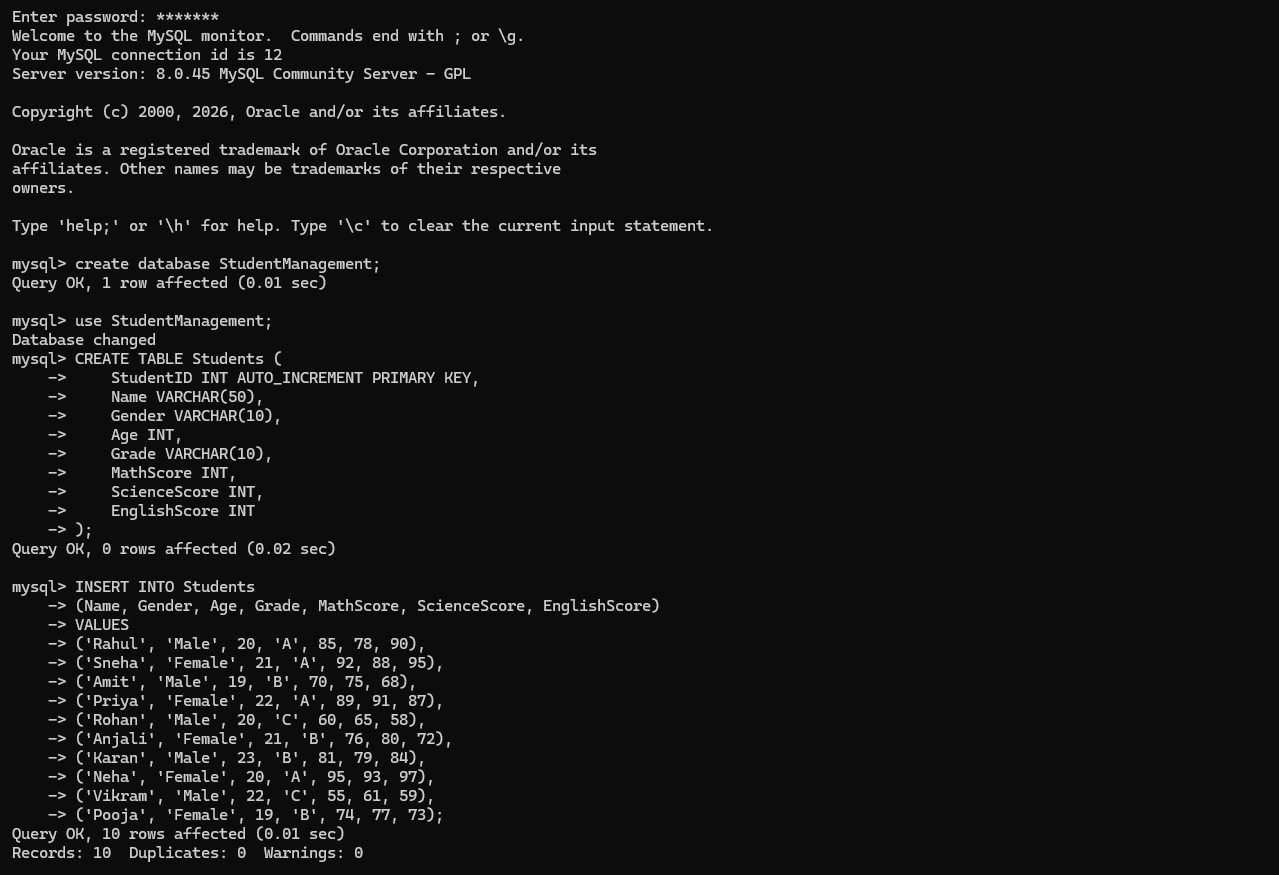 Enter password: *******
Welcome to the MySQL monitor.  Commands end with ; or \g.
Your MySQL connection id is 12
Server version: 8.0.45 MySQL Community Server - GPL

Copyright (c) 2000, 2026, Oracle and/or its affiliates.

Oracle is a registered trademark of Oracle Corporation and/or its
affiliates. Other names may be trademarks of their respective
owners.

Type 'help;' or '\h' for help. Type '\c' to clear the current input statement.

mysql> create database StudentManagement;
Query OK, 1 row affected (0.01 sec)

mysql> use StudentManagement;
Database changed
mysql> CREATE TABLE Students (
    ->     StudentID INT AUTO_INCREMENT PRIMARY KEY,
    ->     Name VARCHAR(50),
    ->     Gender VARCHAR(10),
    ->     Age INT,
    ->     Grade VARCHAR(10),
    ->     MathScore INT,
    ->     ScienceScore INT,
    ->     EnglishScore INT
    -> );
Query OK, 0 rows affected (0.02 sec)

mysql> INSERT INTO Students
    -> (Name, Gender, Age, Grade, MathScore, ScienceScore, EnglishScore)
    -> VALUES
    -> ('Rahul', 'Male', 20, 'A', 85, 78, 90),
    -> ('Sneha', 'Female', 21, 'A', 92, 88, 95),
    -> ('Amit', 'Male', 19, 'B', 70, 75, 68),
    -> ('Priya', 'Female', 22, 'A', 89, 91, 87),
    -> ('Rohan', 'Male', 20, 'C', 60, 65, 58),
    -> ('Anjali', 'Female', 21, 'B', 76, 80, 72),
    -> ('Karan', 'Male', 23, 'B', 81, 79, 84),
    -> ('Neha', 'Female', 20, 'A', 95, 93, 97),
    -> ('Vikram', 'Male', 22, 'C', 55, 61, 59),
    -> ('Pooja', 'Female', 19, 'B', 74, 77, 73);
Query OK, 10 rows affected (0.01 sec)
Records: 10  Duplicates: 0  Warnings: 0